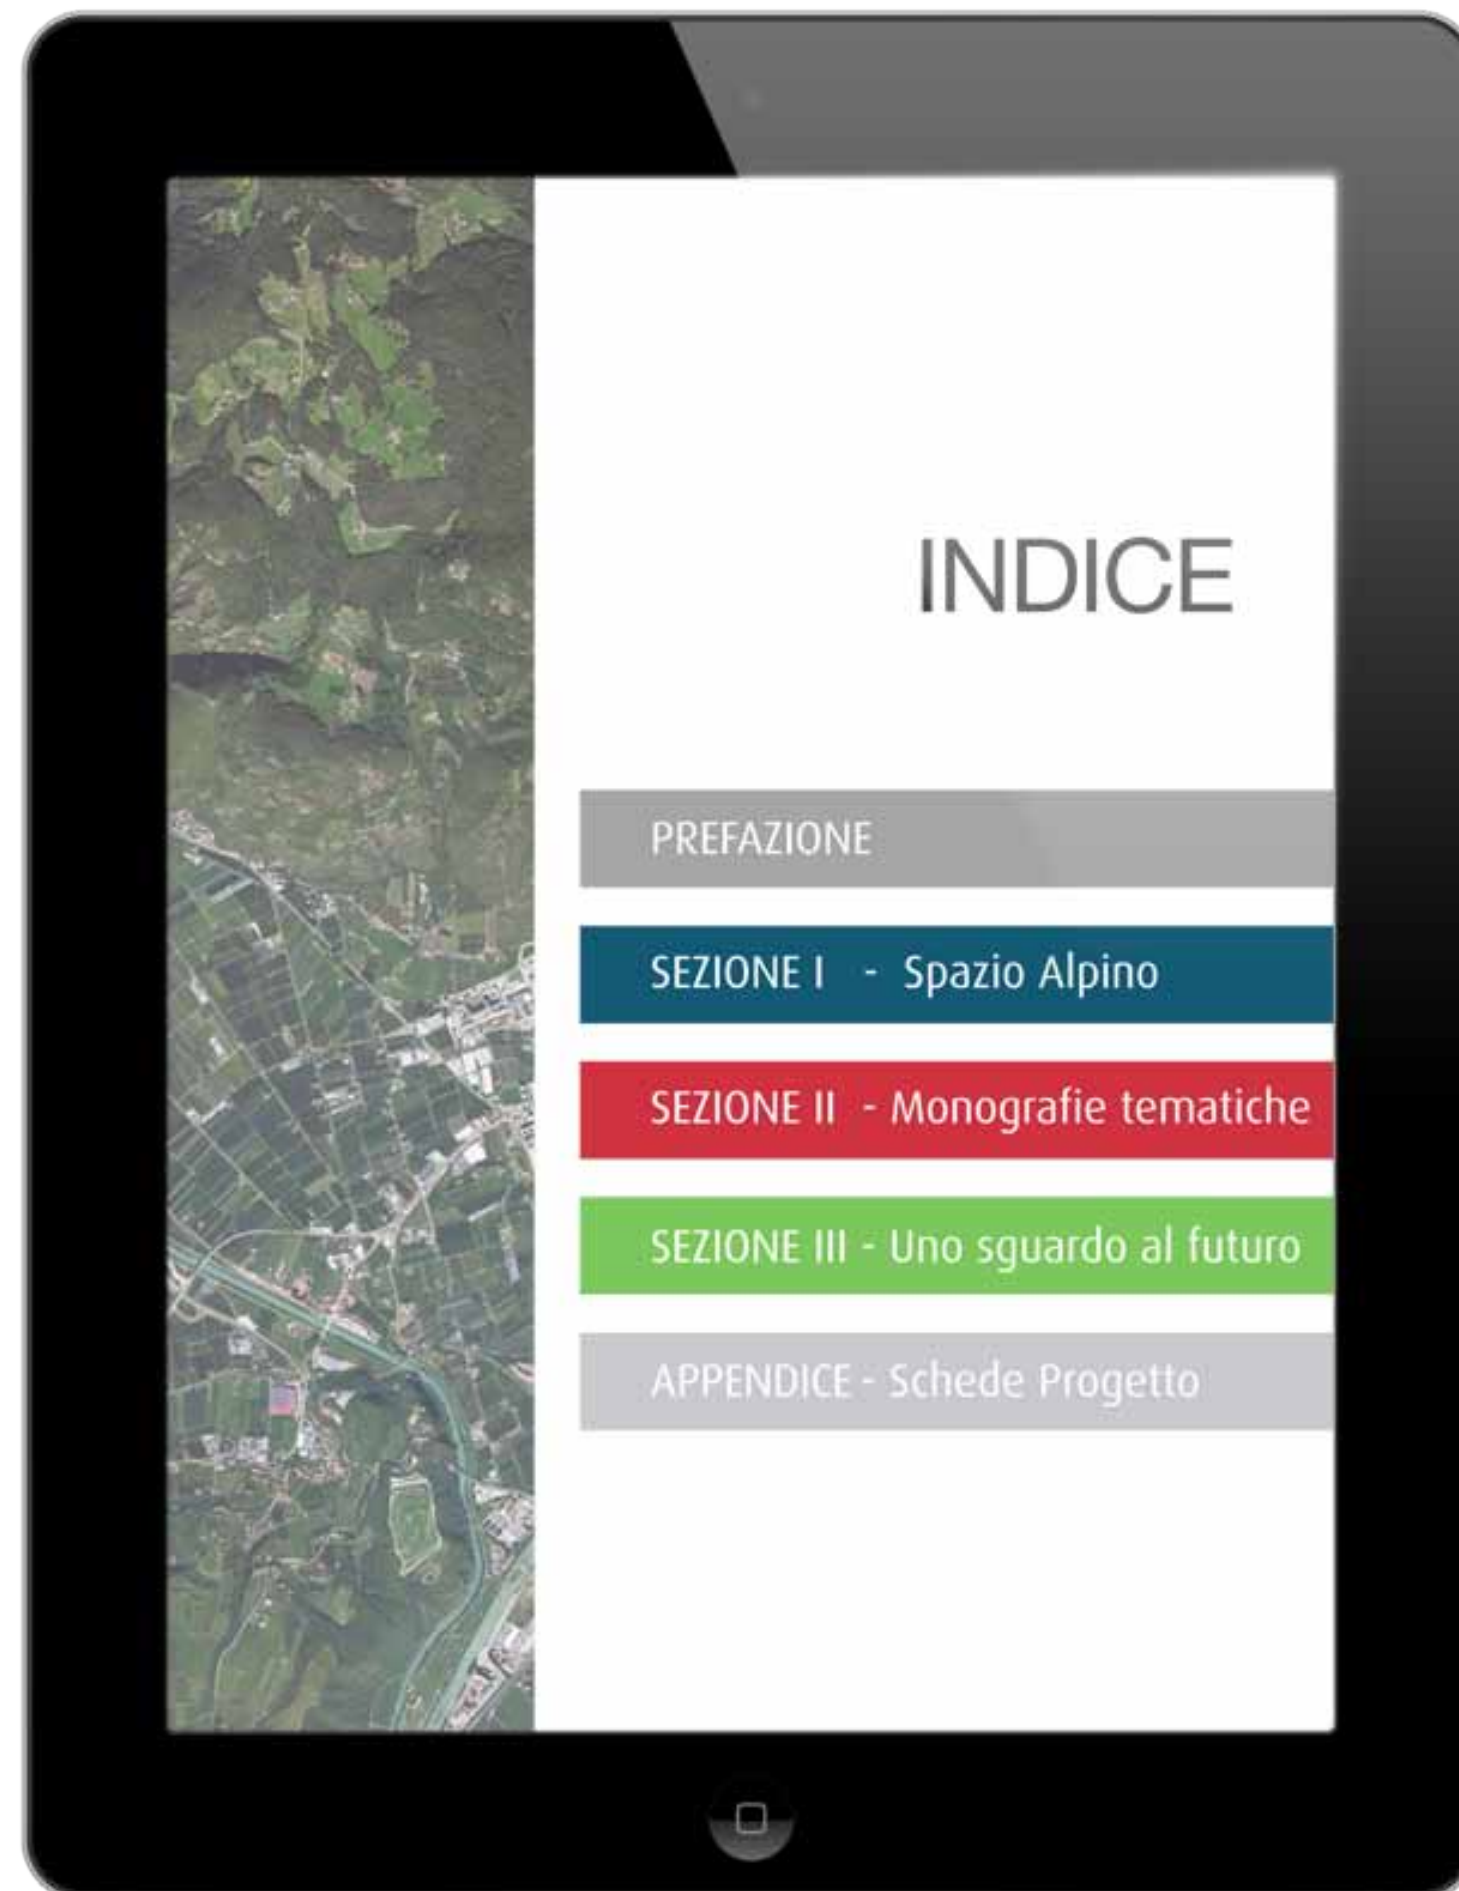 INDICE
PREFAZIONE
SEZIONE I - Spazio Alpino
SEZIONE II - Monografie tematiche
SEZIONE III - Uno sguardo al futuro
APPENDICE - Schede Progetto